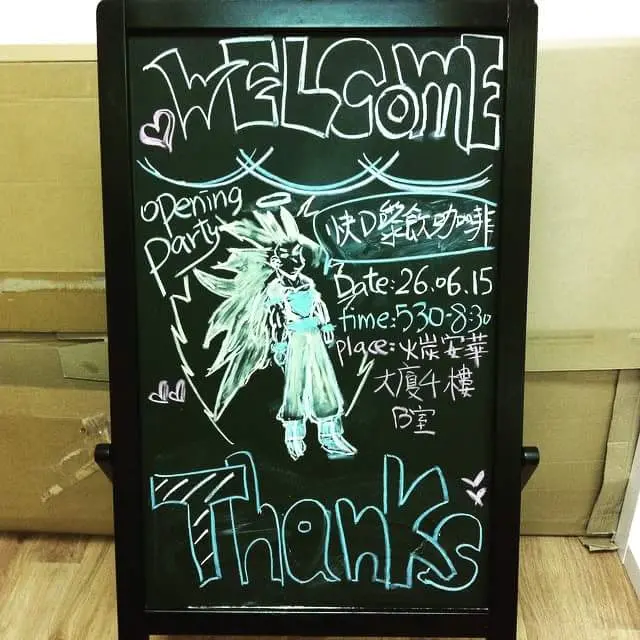 WELCOME
opening
Party
快D嚟飲咖啡
Date:26.06.15
time:530-8:30
place:火炭安華
大廈4樓
B室
Thanks